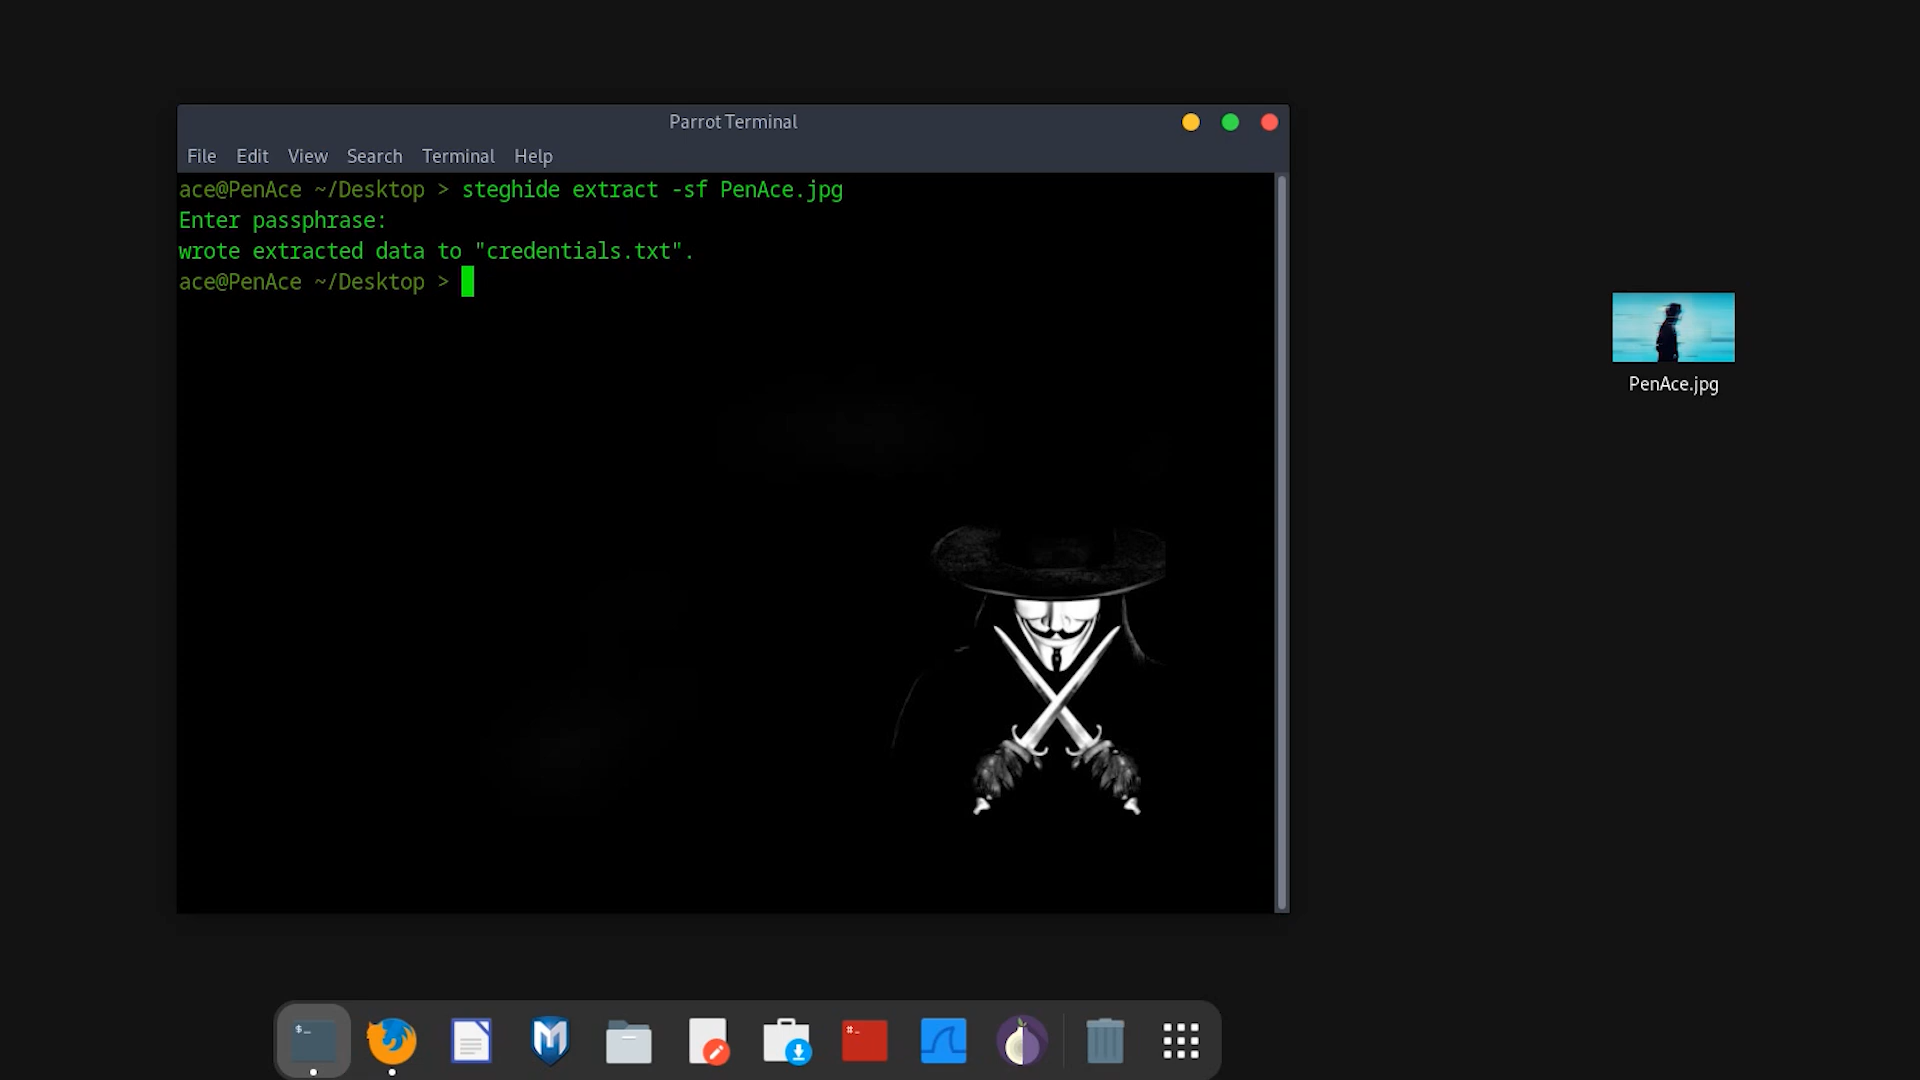 Parrot Terminal
File Edit View Search Terminal Help
ace@PenAce ~/Desktop > steghide extract -sf PenAce.jpg
Enter passphrase:
wrote extracted data to "credentials.txt".
ace@PenAce ~/Desktop >
PenAce.jpg
$_
#-